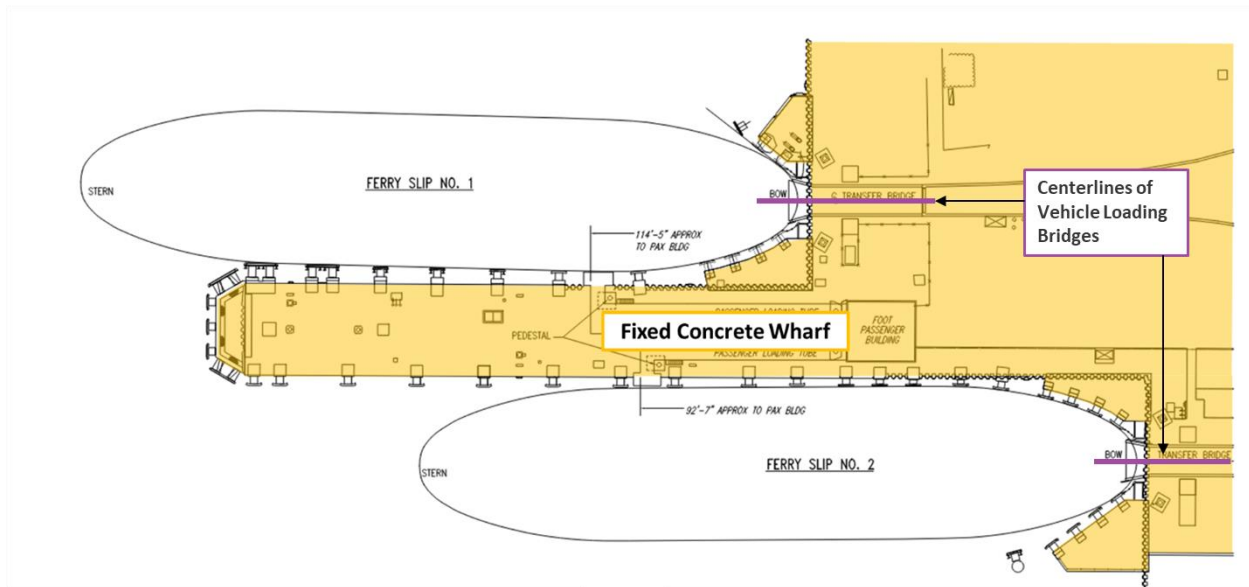 FERRY SLIP NO. 1
STERN
BOW
TRANSFER BRIDGE
Centerlines of
Vehicle Loading
Bridges
114'-5" APPROX
TO PAX BLDG
PASSENGER LOADING TUBE
PEDESTAL
Fixed Concrete Wharf
FOOT
PASSENGER
BUILDING
PASSENGER LOADING TUBE
92'-7" APPROX TO PAX BLDG
FERRY SLIP NO. 2
STERN
BOW
TRANSFER BRIDGE